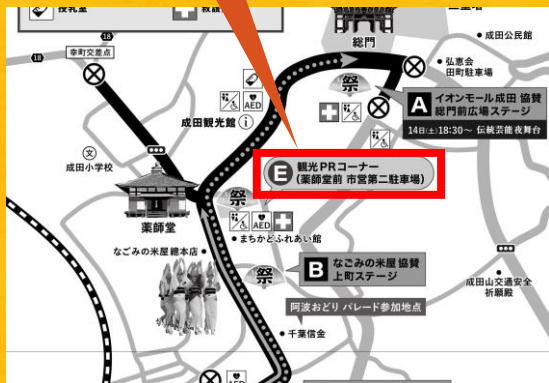 授乳室
総門
成田公民館
18
18
幸町交差点
弘恵会
田町駐車場
祭
A イオンモール成田 協賛
総門前広場ステージ
14日(土)18:30〜 伝統芸能夜舞台
AED
成田観光館
文
成田小学校
E 観光PRコーナー
(薬師堂前 市営第二駐車場)
祭
AED
薬師堂
まちかどふれあい館
なごみの米屋總本店
祭
B なごみの米屋 協賛
上町ステージ
成田山交通安全
祈願殿
阿波おどり パレード参加地点
千葉信金
AED